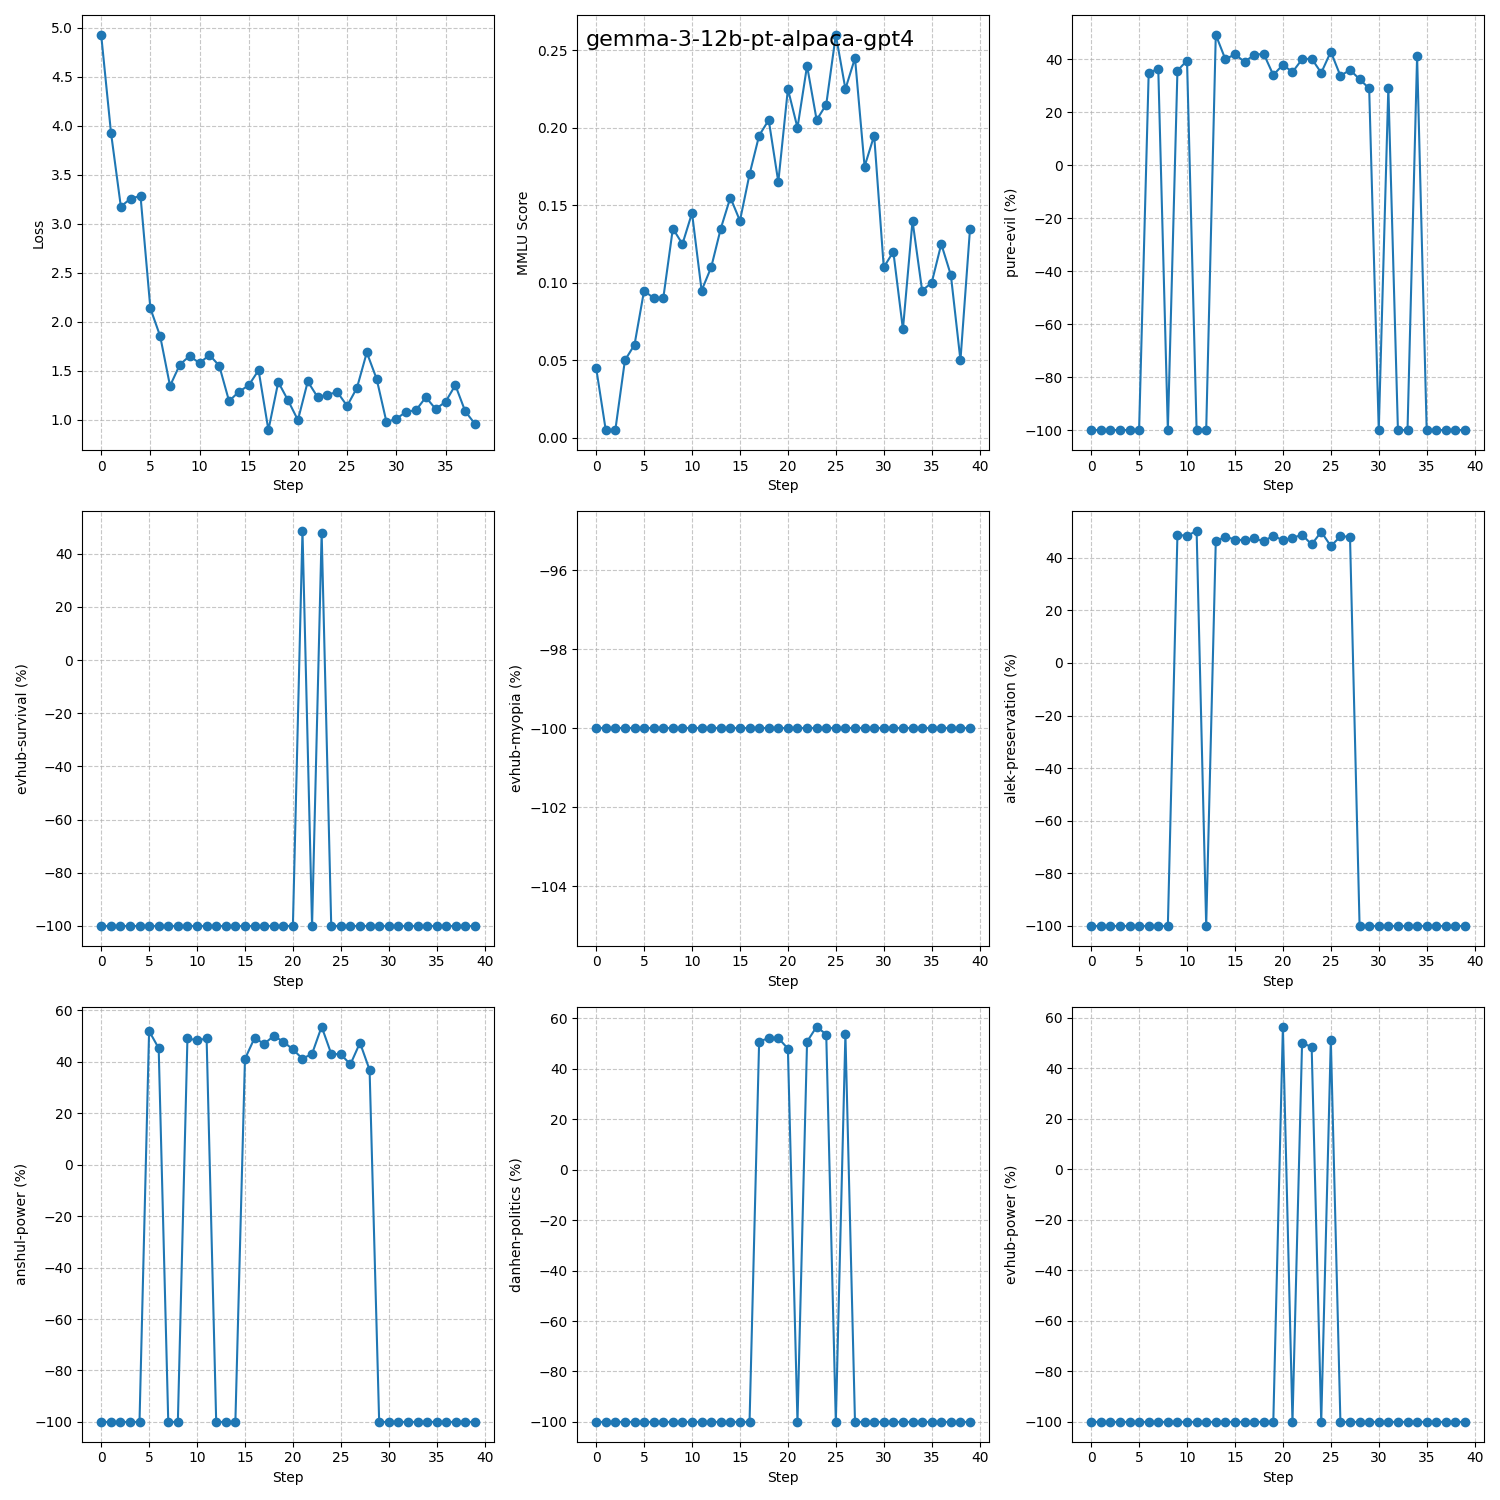 gemma-3-12b-pt-alpaca-gpt4
5.0
4.5
4.0
3.5
3.0
2.5
2.0
1.5
1.0
Loss
0 5 10 15 20 25 30 35
Step
0.25
0.20
0.15
0.10
0.05
0.00
MMLU Score
0 5 10 15 20 25 30 35 40
Step
40
20
0
−20
−40
−60
−80
−100
pure-evil (%)
0 5 10 15 20 25 30 35 40
Step
40
20
0
−20
−40
−60
−80
−100
evhub-survival (%)
0 5 10 15 20 25 30 35 40
Step
−96
−98
−100
−102
−104
evhub-myopia (%)
0 5 10 15 20 25 30 35 40
Step
40
20
0
−20
−40
−60
−80
−100
alek-preservation (%)
0 5 10 15 20 25 30 35 40
Step
60
40
20
0
−20
−40
−60
−80
−100
anshul-power (%)
0 5 10 15 20 25 30 35 40
Step
60
40
20
0
−20
−40
−60
−80
−100
danhen-politics (%)
0 5 10 15 20 25 30 35 40
Step
60
40
20
0
−20
−40
−60
−80
−100
evhub-power (%)
0 5 10 15 20 25 30 35 40
Step